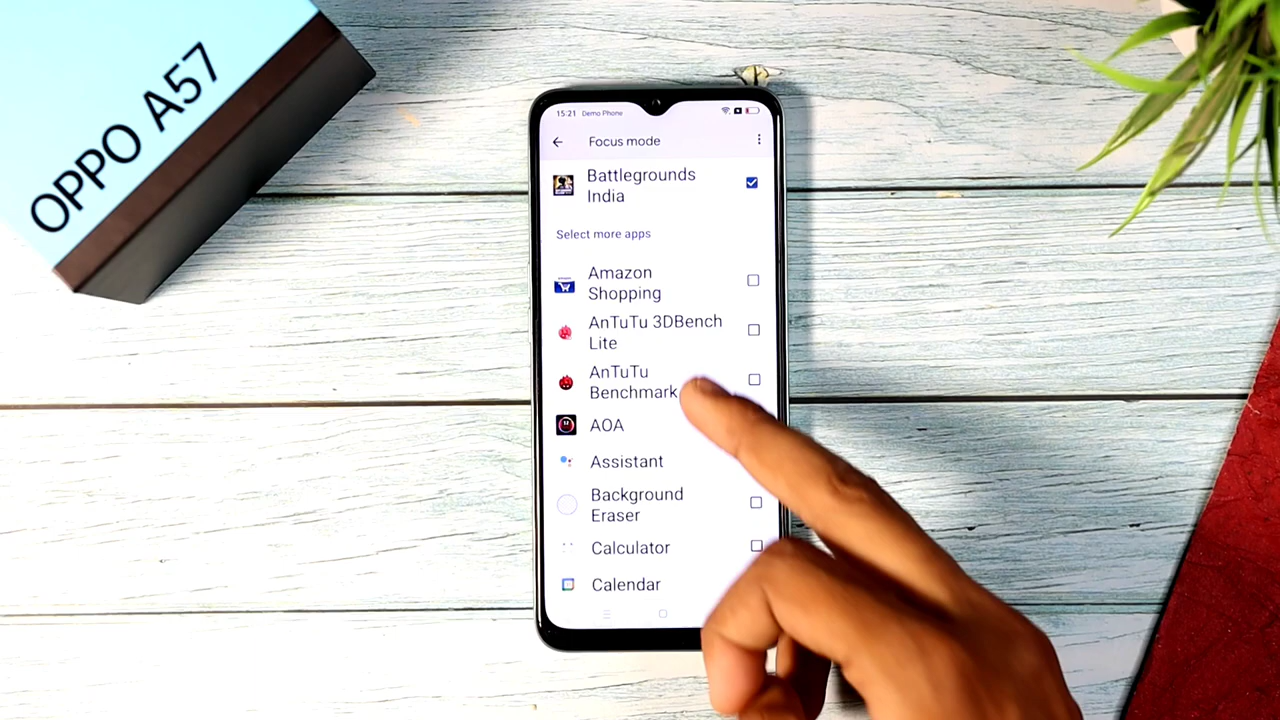 OPPO A57
15:21 Demo Phone
Focus mode
Battlegrounds
India
Select more apps
Amazon
Shopping
AnTuTu 3DBench
Lite
AnTuTu
Benchmark
AOA
Assistant
Background
Eraser
Calculator
Calendar